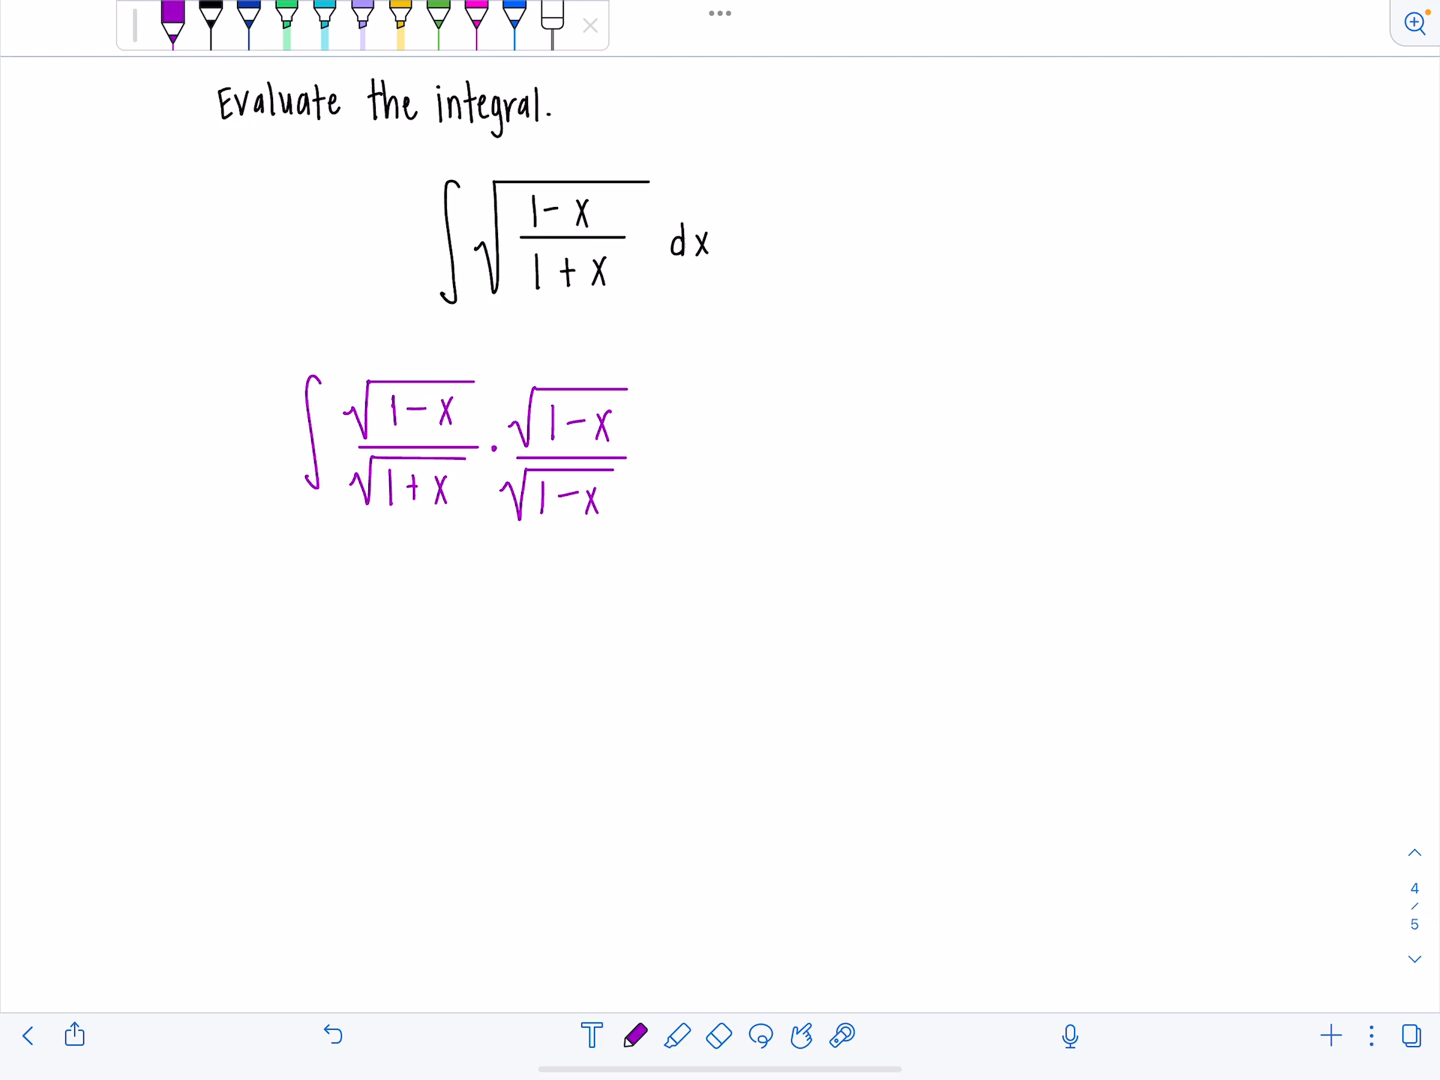 Evaluate the integral.
∫ √((1 - x)/(1 + x)) dx
∫ √(1 - x)/√(1 + x) · √(1 - x)/√(1 - x)
4
/
5
T